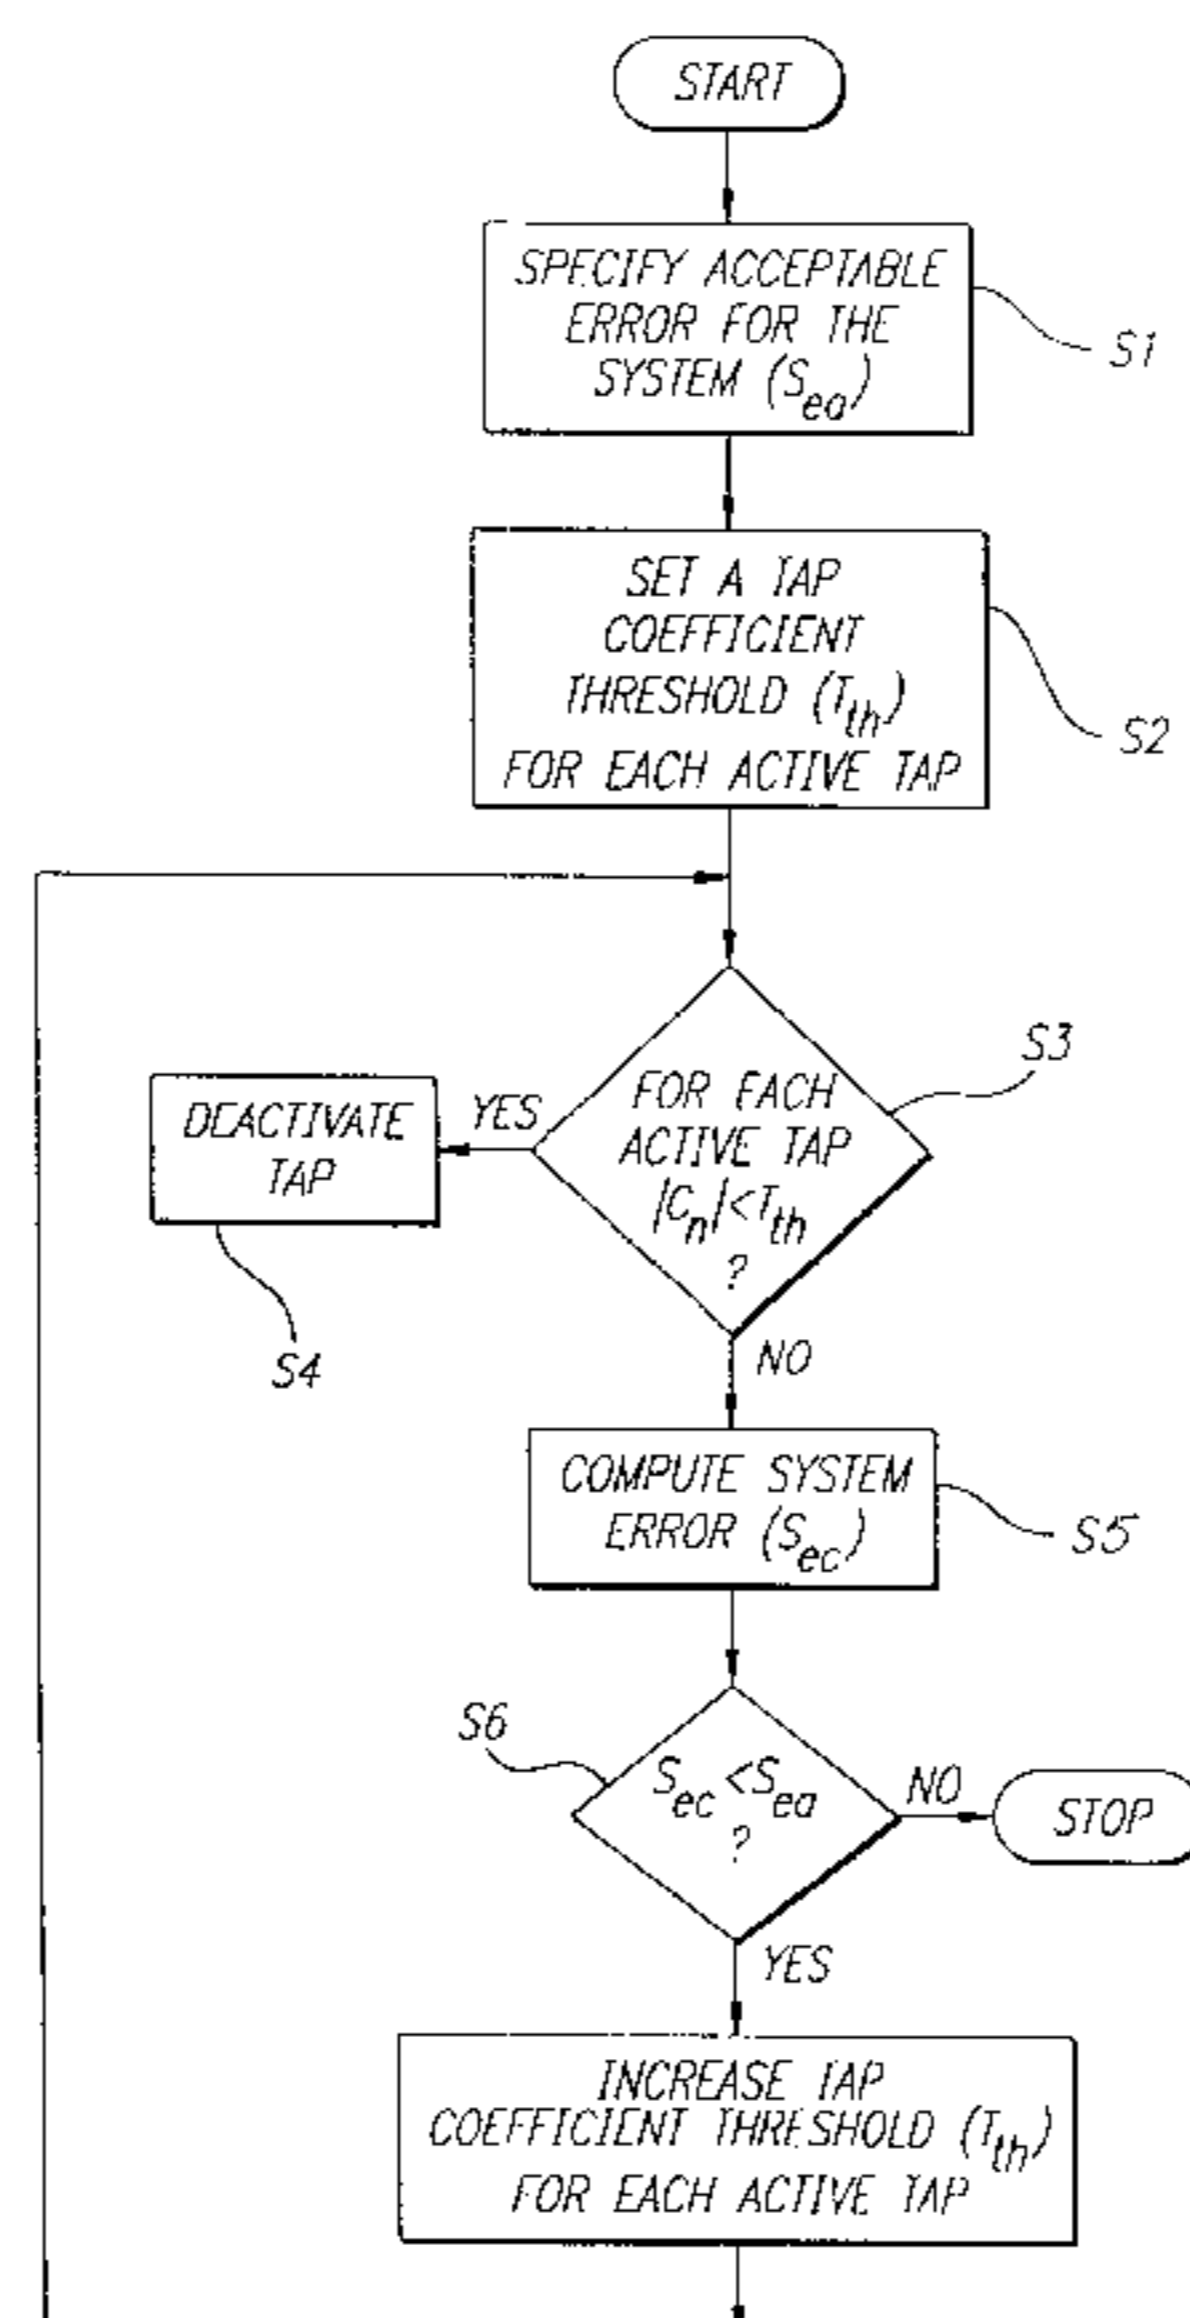 START
SPECIFY ACCEPTABLE
ERROR FOR THE
SYSTEM (Sea)
S1
SET A TAP
COEFFICIENT
THRESHOLD (Tth)
FOR EACH ACTIVE TAP
S2
S3
FOR EACH
ACTIVE TAP
|Cn|<Tth
?
YES
DEACTIVATE
TAP
S4
NO
COMPUTE SYSTEM
ERROR (Sec)
S5
S6
Sec<Sea
?
NO
STOP
YES
INCREASE TAP
COEFFICIENT THRESHOLD (Tth)
FOR EACH ACTIVE TAP